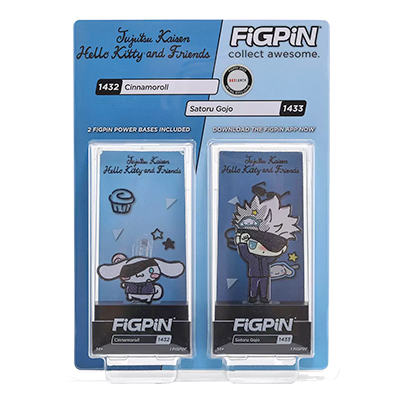 Jujutsu Kaisen
Hello Kitty and Friends
FiGPiN
collect awesome.
1432 Cinnamoroll
Satoru Gojo 1433
2 FIGPIN POWER BASES INCLUDED
DOWNLOAD THE FIGPIN APP NOW
Jujutsu Kaisen
Hello Kitty and Friends
FiGPiN
Cinnamoroll 1432
Jujutsu Kaisen
Hello Kitty and Friends
FiGPiN
Satoru Gojo 1433